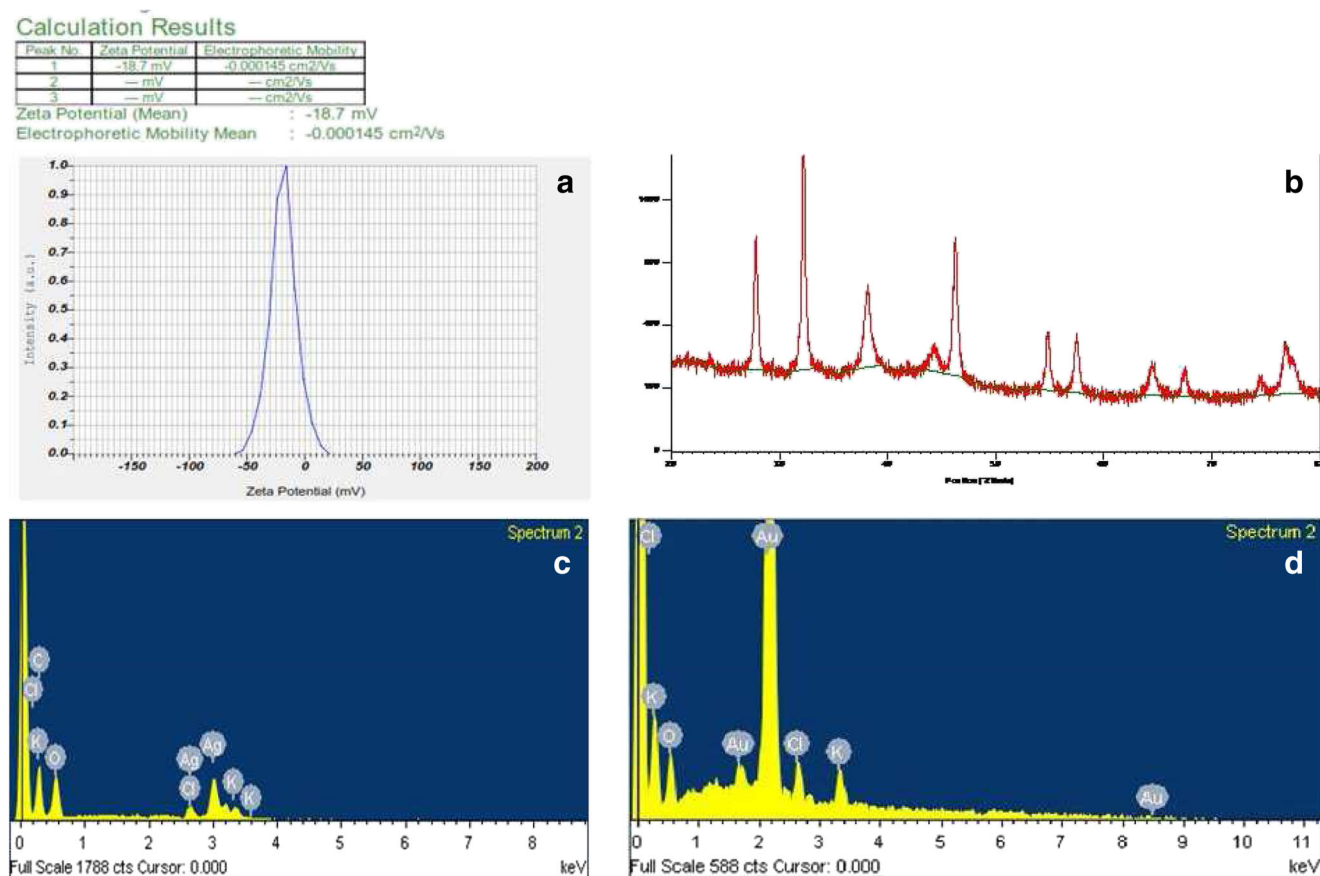 Calculation Results
Peak No. Zeta Potential Electrophoretic Mobility
1 -18.7 mV -0.000145 cm2/Vs
2 — mV — cm2/Vs
3 — mV — cm2/Vs
Zeta Potential (Mean) : -18.7 mV
Electrophoretic Mobility Mean : -0.000145 cm²/Vs
a
1.0
0.9
0.8
0.7
0.6
0.5
0.4
0.3
0.2
0.1
0.0
Intensity (a.u.)
-150 -100 -50 0 50 100 150 200
Zeta Potential (mV)
b
Spectrum 2
c
C
Cl
K
O
Ag
Cl
Ag
K
K
0 1 2 3 4 5 6 7 8
Full Scale 1788 cts Cursor: 0.000 keV
Spectrum 2
d
Cl
K
O
Au
Au
Cl
K
Au
0 1 2 3 4 5 6 7 8 9 10 11
Full Scale 588 cts Cursor: 0.000 keV